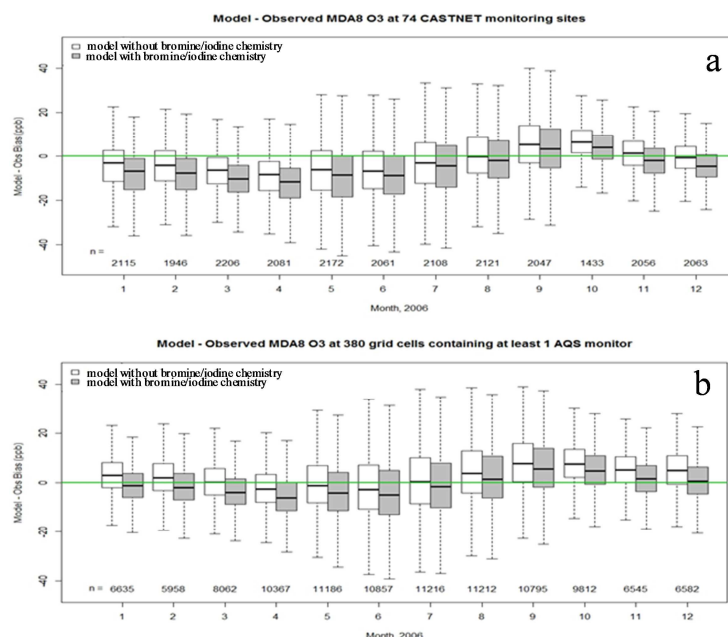 Model - Observed MDA8 O3 at 74 CASTNET monitoring sites
model without bromine/iodine chemistry
model with bromine/iodine chemistry
a
Model - Obs Bias (ppb)
40
20
0
-20
-40
n =
2115 1946 2206 2081 2172 2061 2108 2121 2047 1433 2056 2063
1 2 3 4 5 6 7 8 9 10 11 12
Month, 2006
Model - Observed MDA8 O3 at 380 grid cells containing at least 1 AQS monitor
model without bromine/iodine chemistry
model with bromine/iodine chemistry
b
Model - Obs Bias (ppb)
40
20
0
-20
-40
n =
6635 5958 8062 10367 11186 10857 11216 11212 10795 9812 6545 6582
1 2 3 4 5 6 7 8 9 10 11 12
Month, 2006